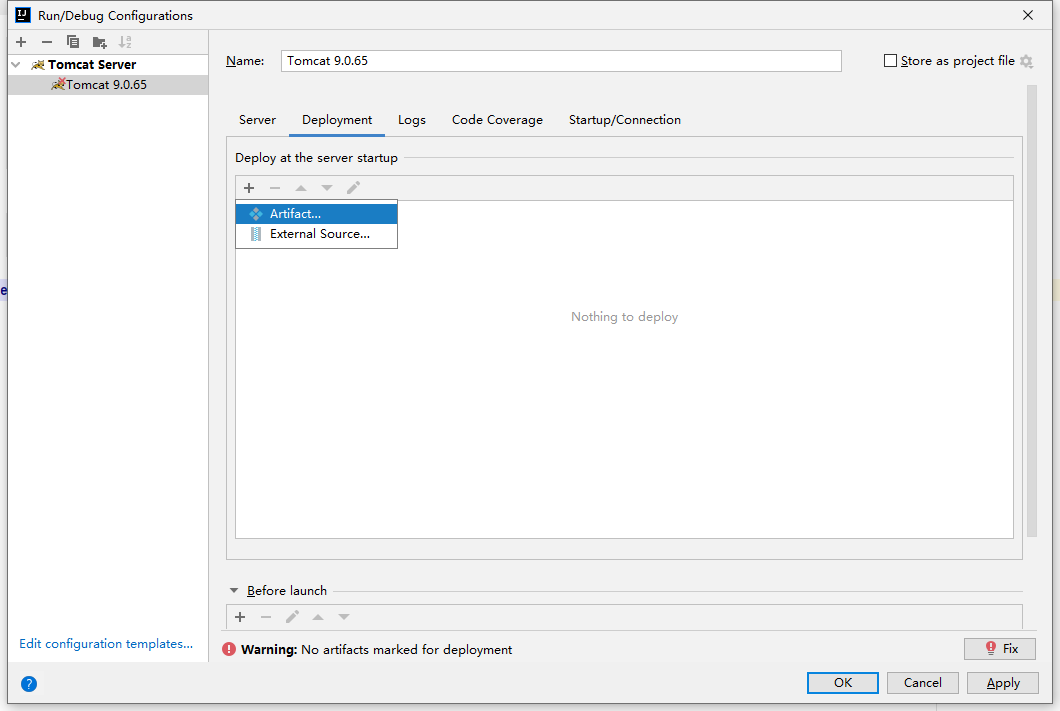 Run/Debug Configurations
Tomcat Server
Tomcat 9.0.65
Name: Tomcat 9.0.65
Store as project file
Server Deployment Logs Code Coverage Startup/Connection
Deploy at the server startup
Artifact...
External Source...
Nothing to deploy
Before launch
Edit configuration templates...
Warning: No artifacts marked for deployment
Fix
OK Cancel Apply